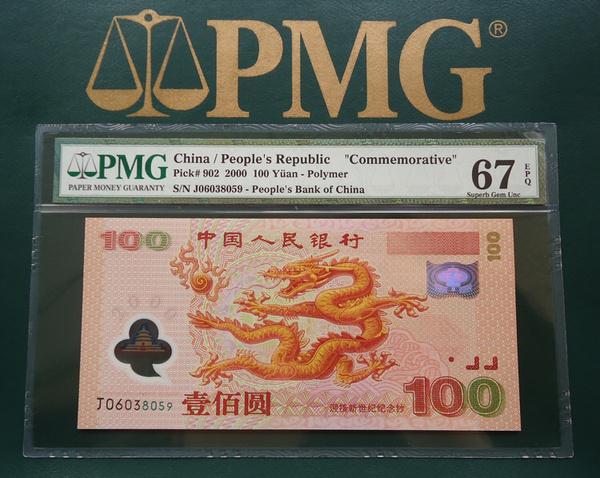 PMG®
PMG
PAPER MONEY GUARANTY
China / People's Republic "Commemorative"
Pick# 902 2000 100 Yüan - Polymer
S/N J06038059 - People's Bank of China
67
EPQ
Superb Gem Unc
100
中国人民银行
100
2000
J06038059
壹佰圆
迎接新世纪纪念钞
100